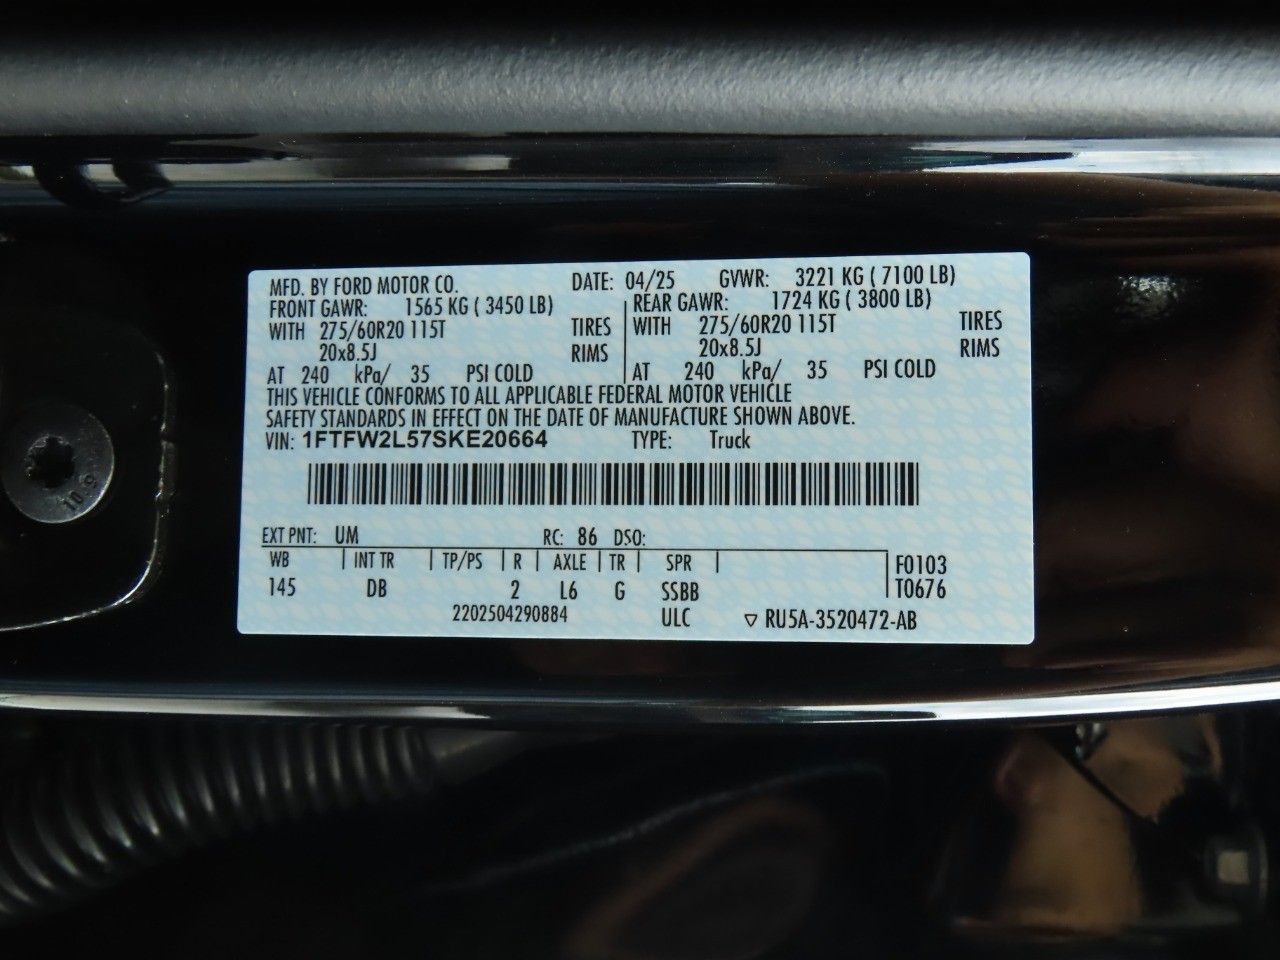 MFD. BY FORD MOTOR CO. DATE: 04/25 GVWR: 3221 KG ( 7100 LB)
FRONT GAWR: 1565 KG ( 3450 LB) REAR GAWR: 1724 KG ( 3800 LB)
WITH 275/60R20 115T TIRES WITH 275/60R20 115T TIRES
20x8.5J RIMS 20x8.5J RIMS
AT 240 kPa/ 35 PSI COLD AT 240 kPa/ 35 PSI COLD
THIS VEHICLE CONFORMS TO ALL APPLICABLE FEDERAL MOTOR VEHICLE
SAFETY STANDARDS IN EFFECT ON THE DATE OF MANUFACTURE SHOWN ABOVE.
VIN: 1FTFW2L57SKE20664 TYPE: Truck
EXT PNT: UM RC: 86 DSO:
WB INT TR TP/PS R AXLE TR SPR F0103
145 DB 2 L6 G SSBB T0676
2202504290884 ULC ▽ RU5A-3520472-AB
10.9